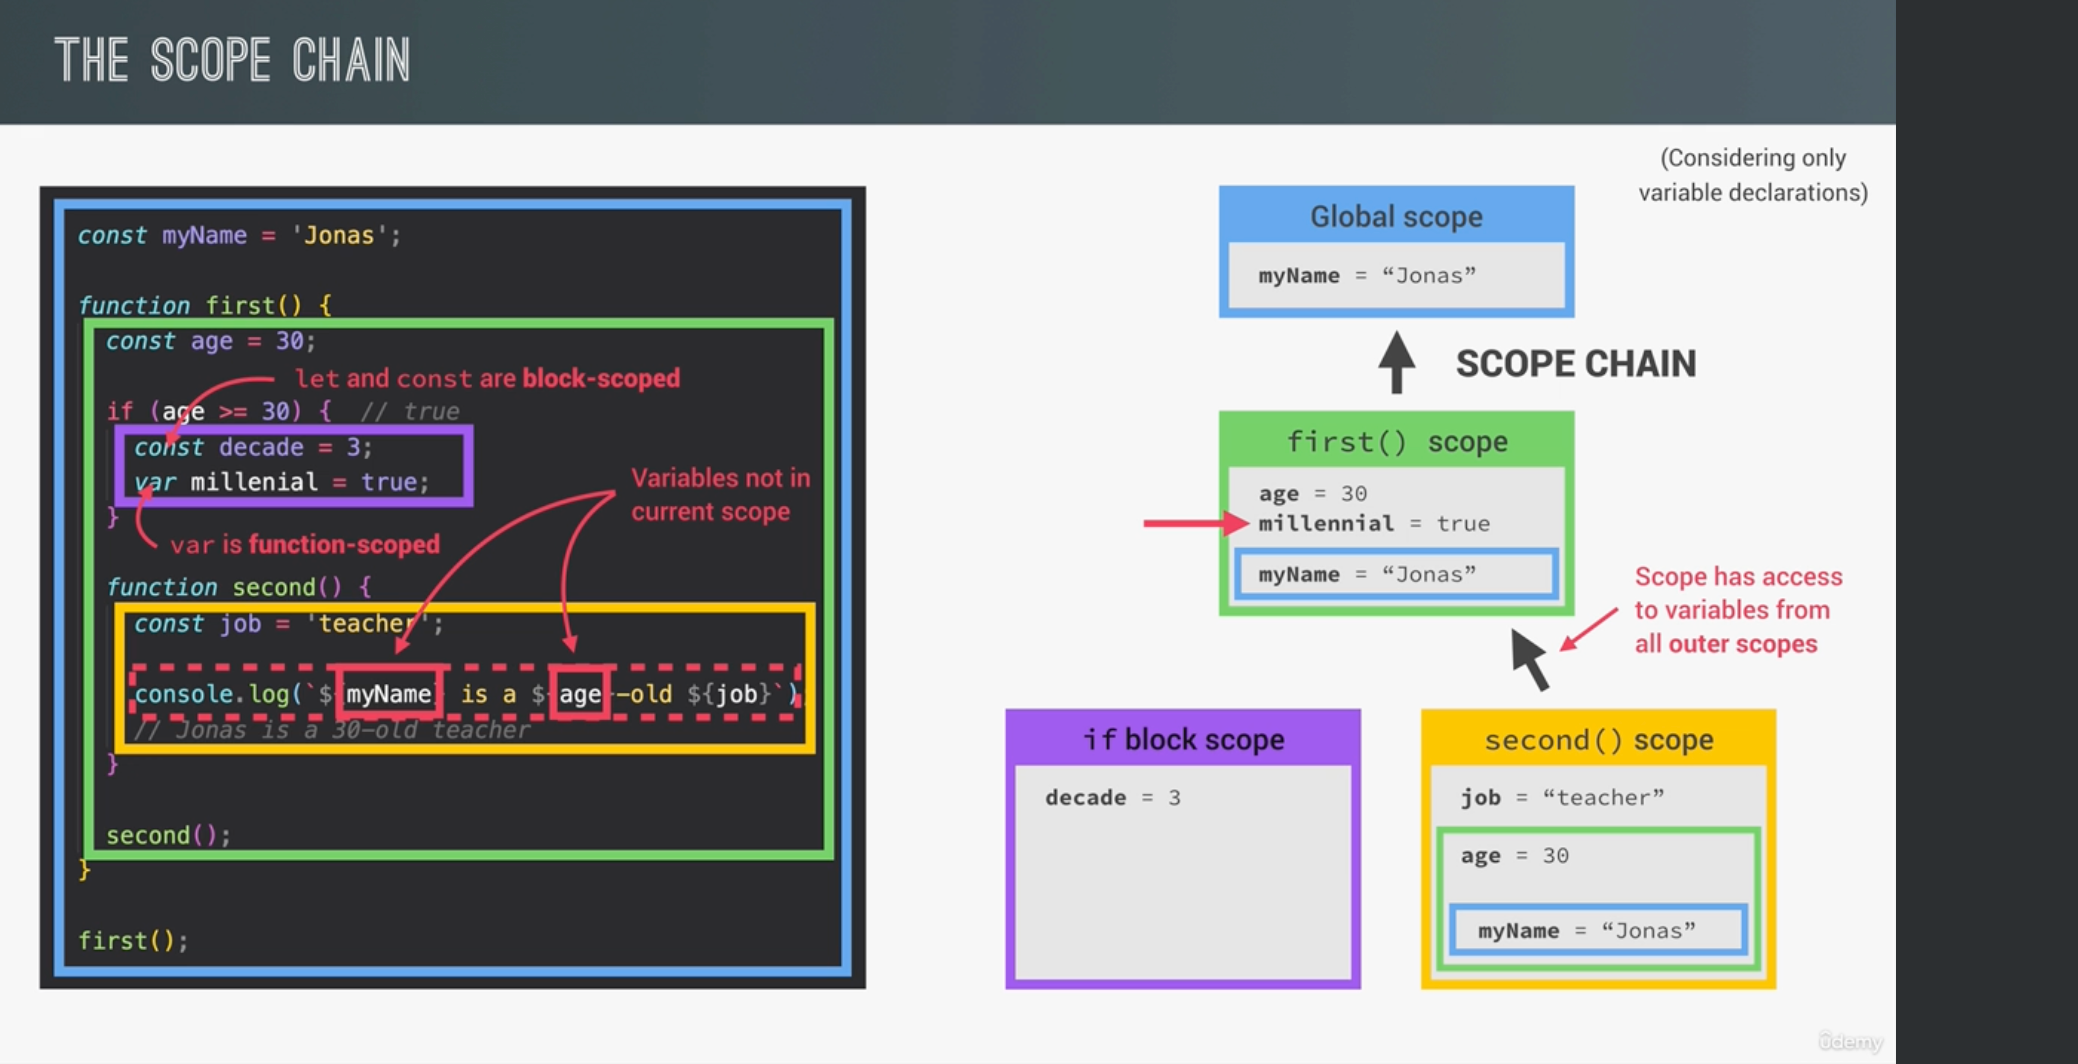 THE SCOPE CHAIN
(Considering only
variable declarations)
const myName = 'Jonas';
function first() {
const age = 30;
let and const are block-scoped
if (age >= 30) { // true
const decade = 3;
var millenial = true;
}
var is function-scoped
Variables not in
current scope
function second() {
const job = 'teacher';
console.log(`${myName} is a ${age}-old ${job}`)
// Jonas is a 30-old teacher
}
second();
}
first();
Global scope
myName = “Jonas”
SCOPE CHAIN
first() scope
age = 30
millennial = true
myName = “Jonas”
Scope has access
to variables from
all outer scopes
if block scope
decade = 3
second() scope
job = “teacher”
age = 30
myName = “Jonas”
ûdemy